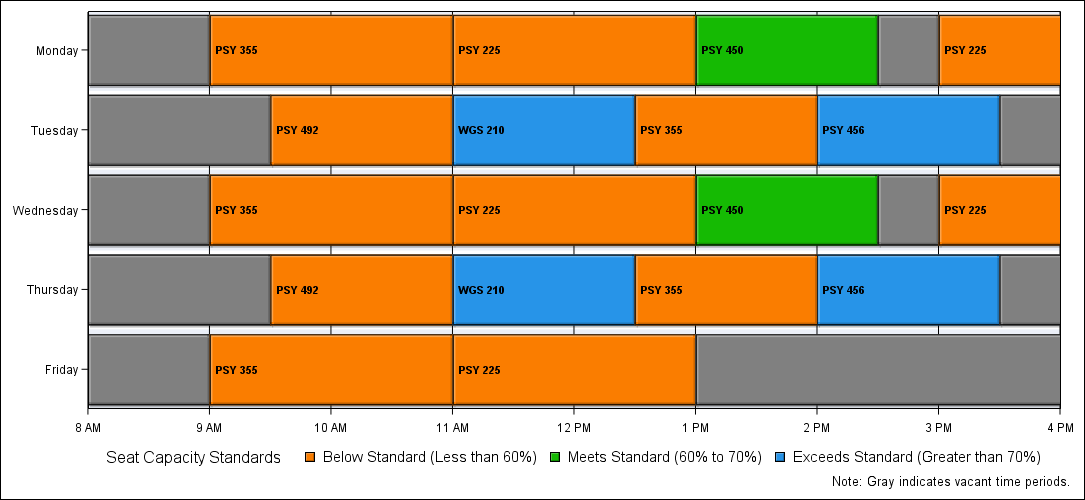 Monday PSY 355 PSY 225 PSY 450 PSY 225
Tuesday PSY 492 WGS 210 PSY 355 PSY 456
Wednesday PSY 355 PSY 225 PSY 450 PSY 225
Thursday PSY 492 WGS 210 PSY 355 PSY 456
Friday PSY 355 PSY 225
8 AM 9 AM 10 AM 11 AM 12 PM 1 PM 2 PM 3 PM 4 PM
Seat Capacity Standards Below Standard (Less than 60%) Meets Standard (60% to 70%) Exceeds Standard (Greater than 70%)
Note: Gray indicates vacant time periods.